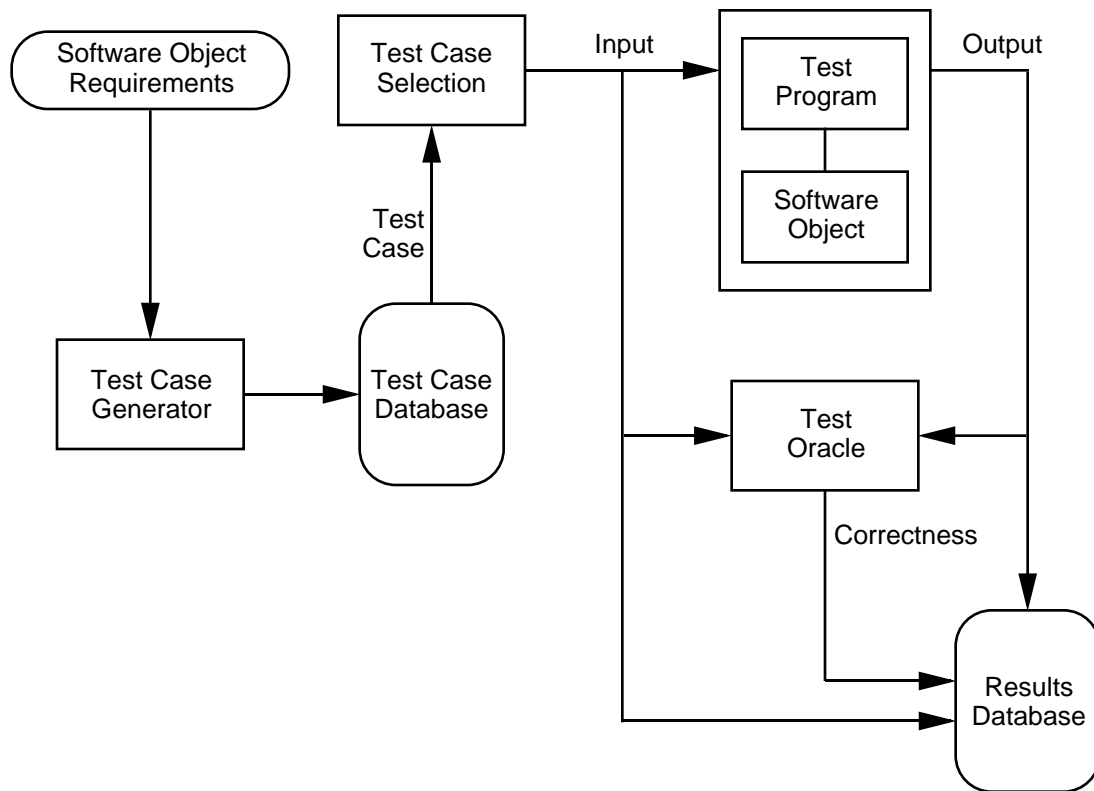 Software Object
Requirements
Test Case
Selection
Input
Test
Program
Output
Software
Object
Test
Case
Test Case
Generator
Test Case
Database
Test
Oracle
Correctness
Results
Database